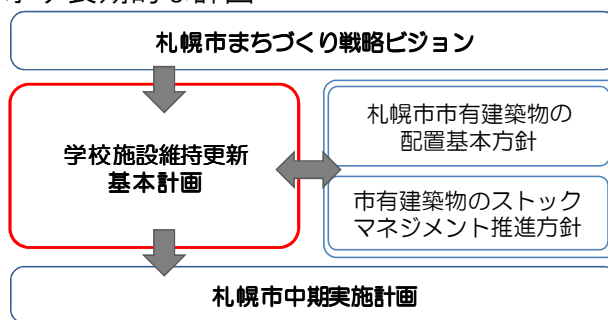 札幌市まちづくり戦略ビジョン
学校施設維持更新
基本計画
札幌市市有建築物の
配置基本方針
市有建築物のストック
マネジメント推進方針
札幌市中期実施計画